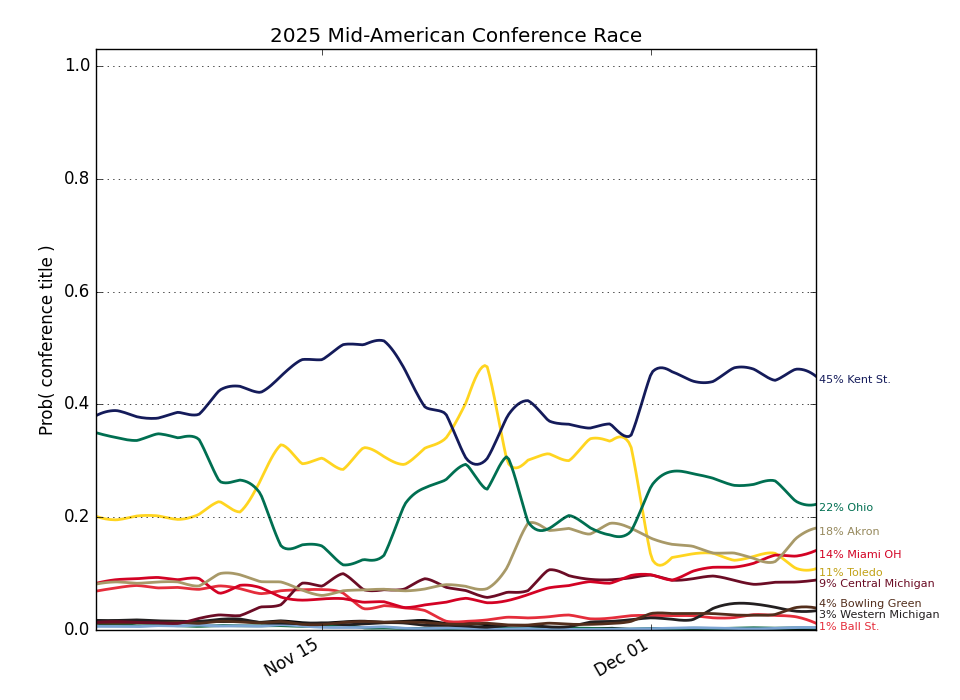 2025 Mid-American Conference Race
Prob( conference title )
1.0
0.8
0.6
0.4
0.2
0.0
Nov 15
Dec 01
45% Kent St.
22% Ohio
18% Akron
14% Miami OH
11% Toledo
9% Central Michigan
4% Bowling Green
3% Western Michigan
1% Ball St.